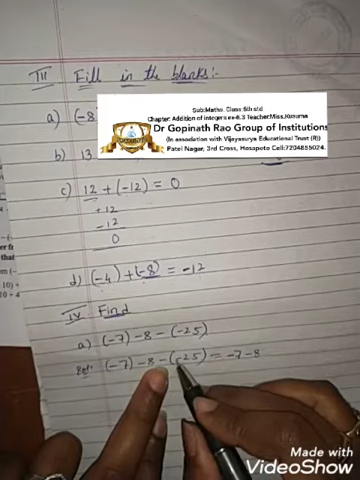 III Fill in the blanks:-
a) (-8
Sub:Maths. Class:6th std
Chapter: Addition of integers ex-6.3 Teacher:Miss.Kusuma
Dr Gopinath Rao Group of Institutions
(In association with Vijayasurya Educational Trust (R))
Patel Nagar, 3rd Cross, Hosapete Cell:7204855024.
b) 13
c) 12 + (-12) = 0
+12
-12
0
d) (-4) + (-8) = -12
IV Find
a) (-7) - 8 - (-25)
Sol: (-7) - 8 - (-25) = -7 - 8
Made with
VideoShow